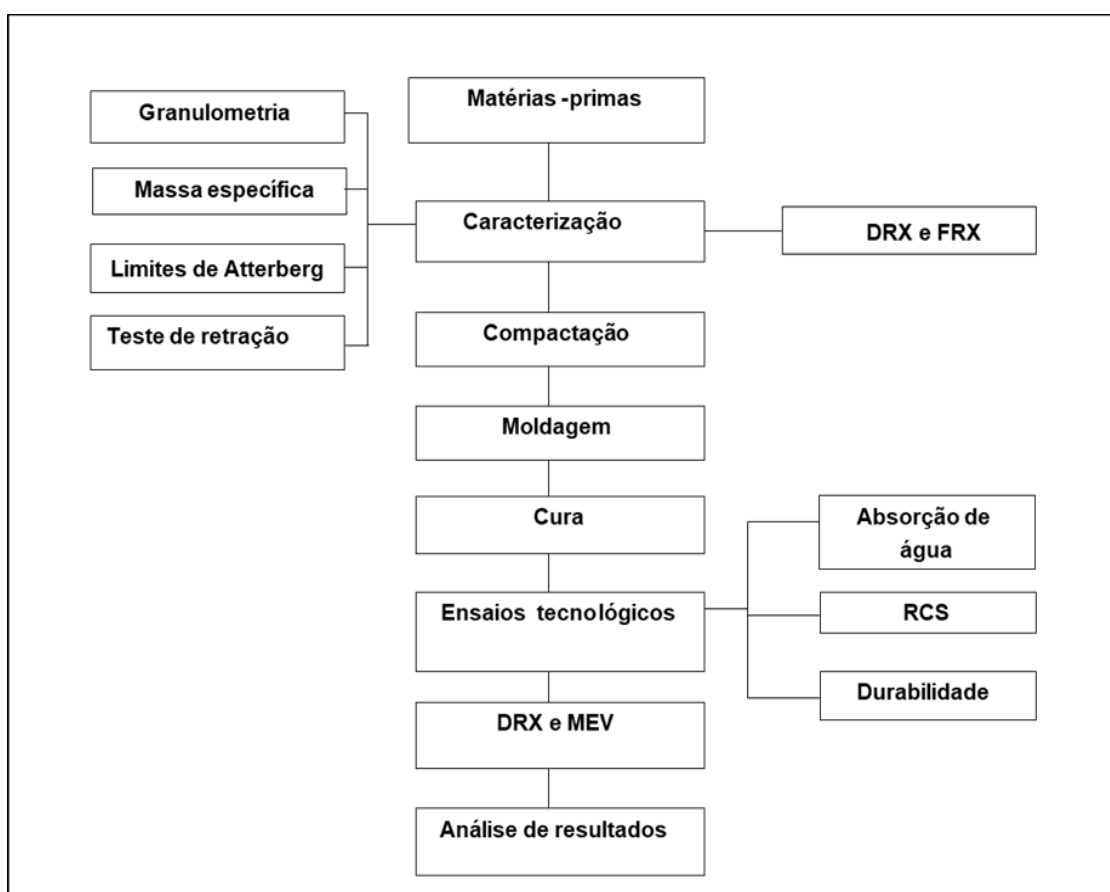 Matérias -primas
Granulometria
Massa específica
Caracterização
DRX e FRX
Limites de Atterberg
Teste de retração
Compactação
Moldagem
Cura
Absorção de
água
Ensaios tecnológicos
RCS
Durabilidade
DRX e MEV
Análise de resultados